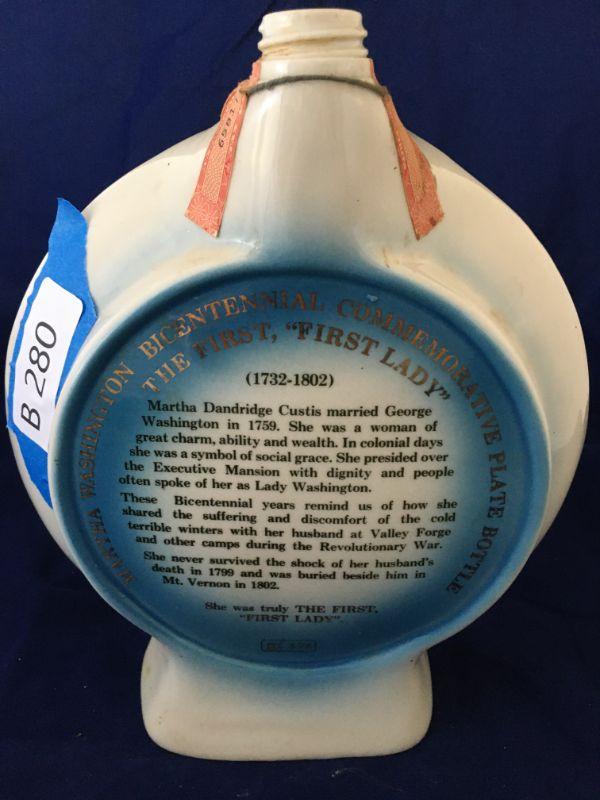 MARTHA WASHINGTON BICENTENNIAL COMMEMORATIVE PLATE BOTTLE
THE FIRST, "FIRST LADY"
(1732-1802)
Martha Dandridge Custis married George
Washington in 1759. She was a woman of
great charm, ability and wealth. In colonial days
she was a symbol of social grace. She presided over
the Executive Mansion with dignity and people
often spoke of her as Lady Washington.
These Bicentennial years remind us of how she
shared the suffering and discomfort of the cold
terrible winters with her husband at Valley Forge
and other camps during the Revolutionary War.
She never survived the shock of her husband's
death in 1799 and was buried beside him in
Mt. Vernon in 1802.
She was truly THE FIRST,
"FIRST LADY".
B 280